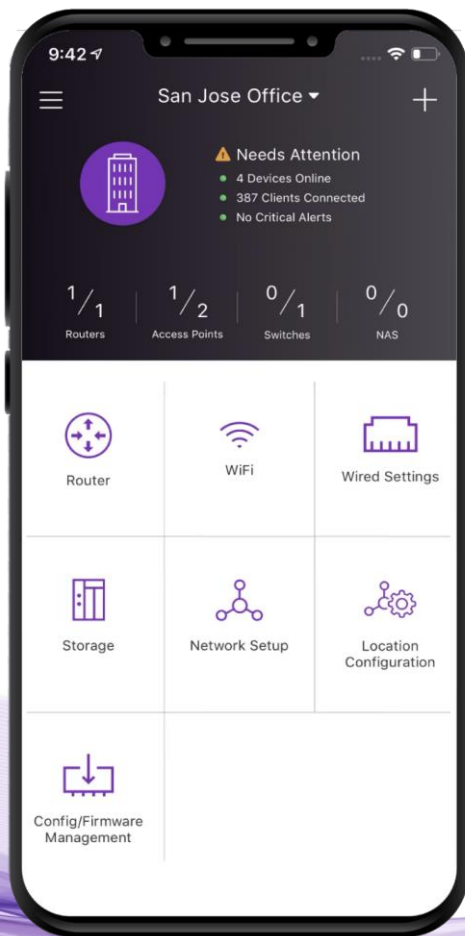 9:42
San Jose Office
Needs Attention
4 Devices Online
387 Clients Connected
No Critical Alerts
1/1
1/2
0/1
0/0
Routers
Access Points
Switches
NAS
Router
WiFi
Wired Settings
Storage
Network Setup
Location
Configuration
Config/Firmware
Management